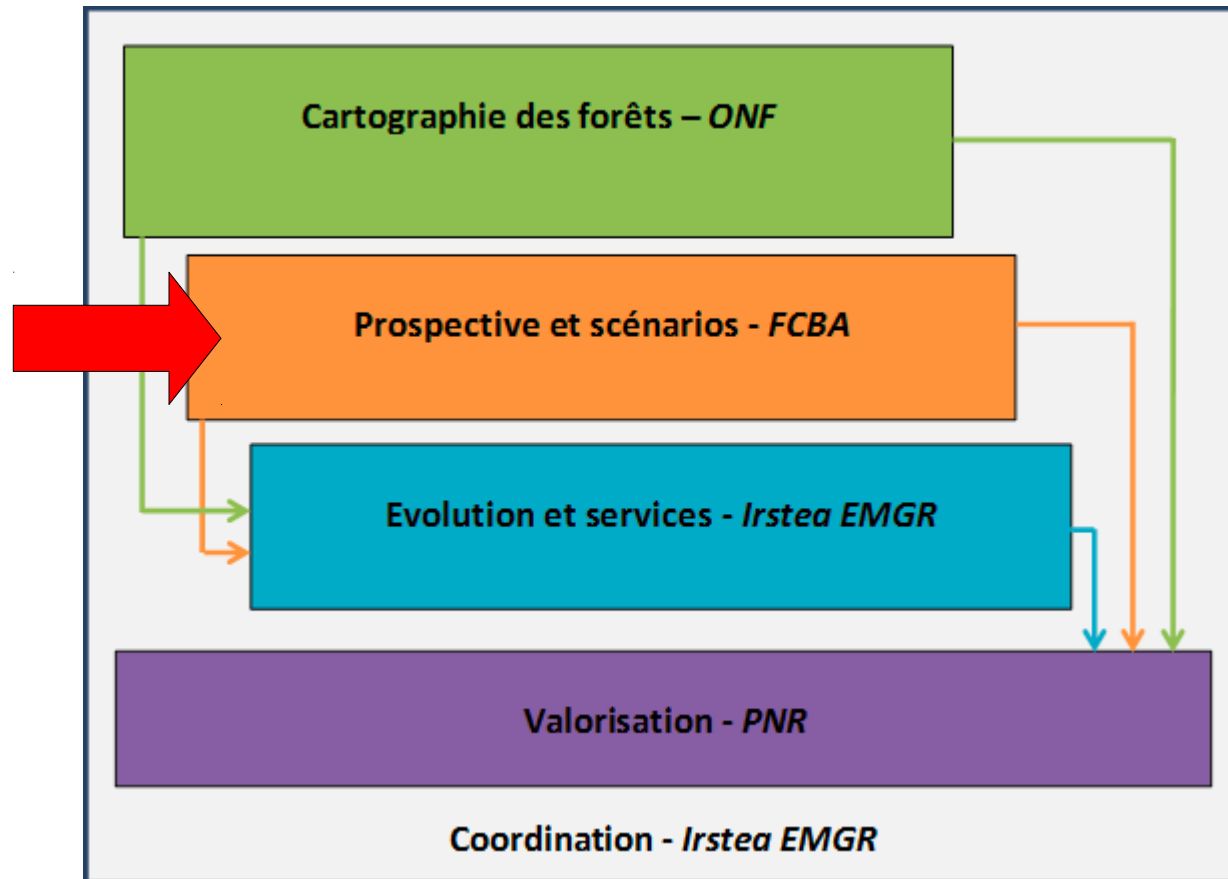 Cartographie des forêts – ONF
Prospective et scénarios - FCBA
Evolution et services - Irstea EMGR
Valorisation - PNR
Coordination - Irstea EMGR